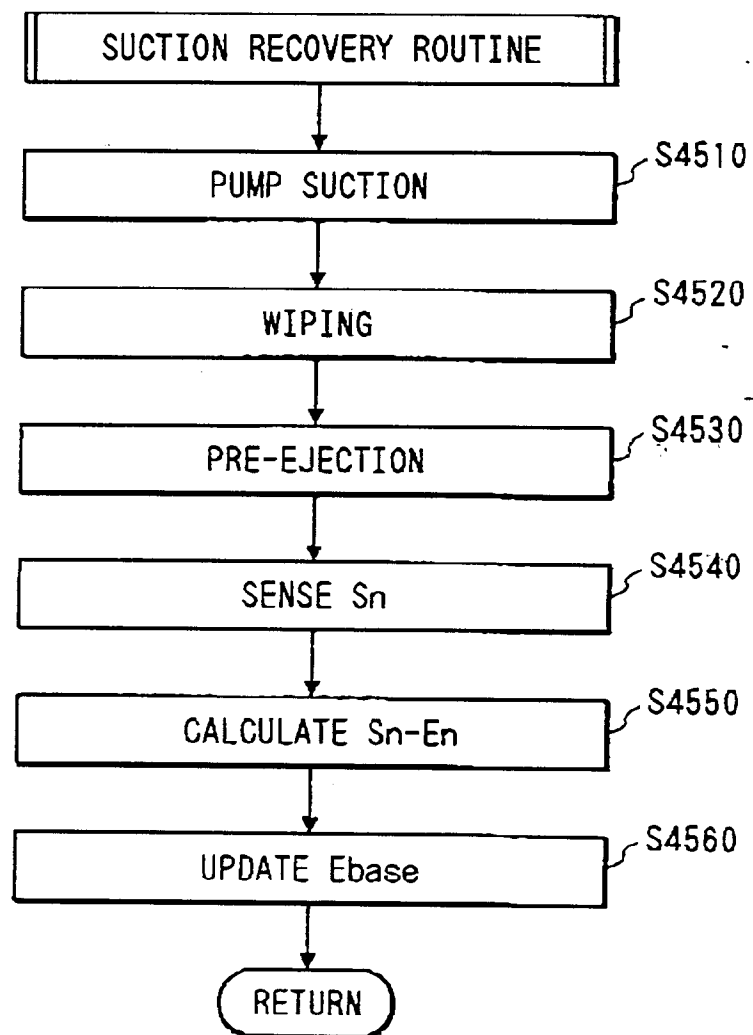 SUCTION RECOVERY ROUTINE
S4510
PUMP SUCTION
S4520
WIPING
S4530
PRE-EJECTION
S4540
SENSE Sn
S4550
CALCULATE Sn-En
S4560
UPDATE Ebase
RETURN